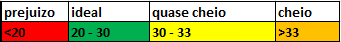 prejuizo ideal quase cheio cheio
<20 20 - 30 30 - 33 >33